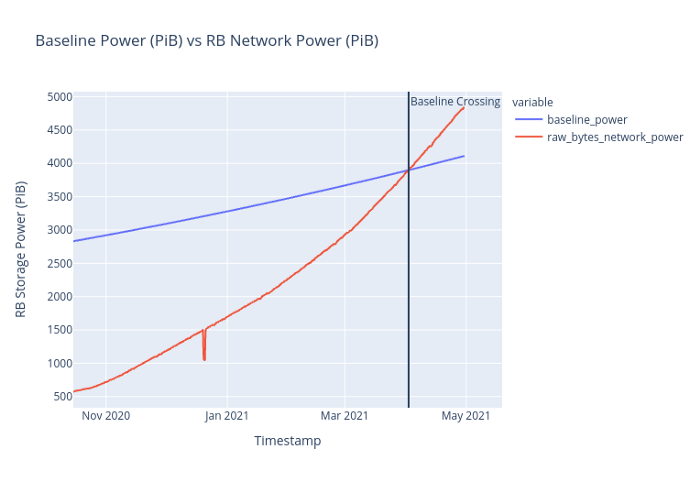 Baseline Power (PiB) vs RB Network Power (PiB)
Baseline Crossing
variable
baseline_power
raw_bytes_network_power
RB Storage Power (PiB)
5000
4500
4000
3500
3000
2500
2000
1500
1000
500
Nov 2020 Jan 2021 Mar 2021 May 2021
Timestamp